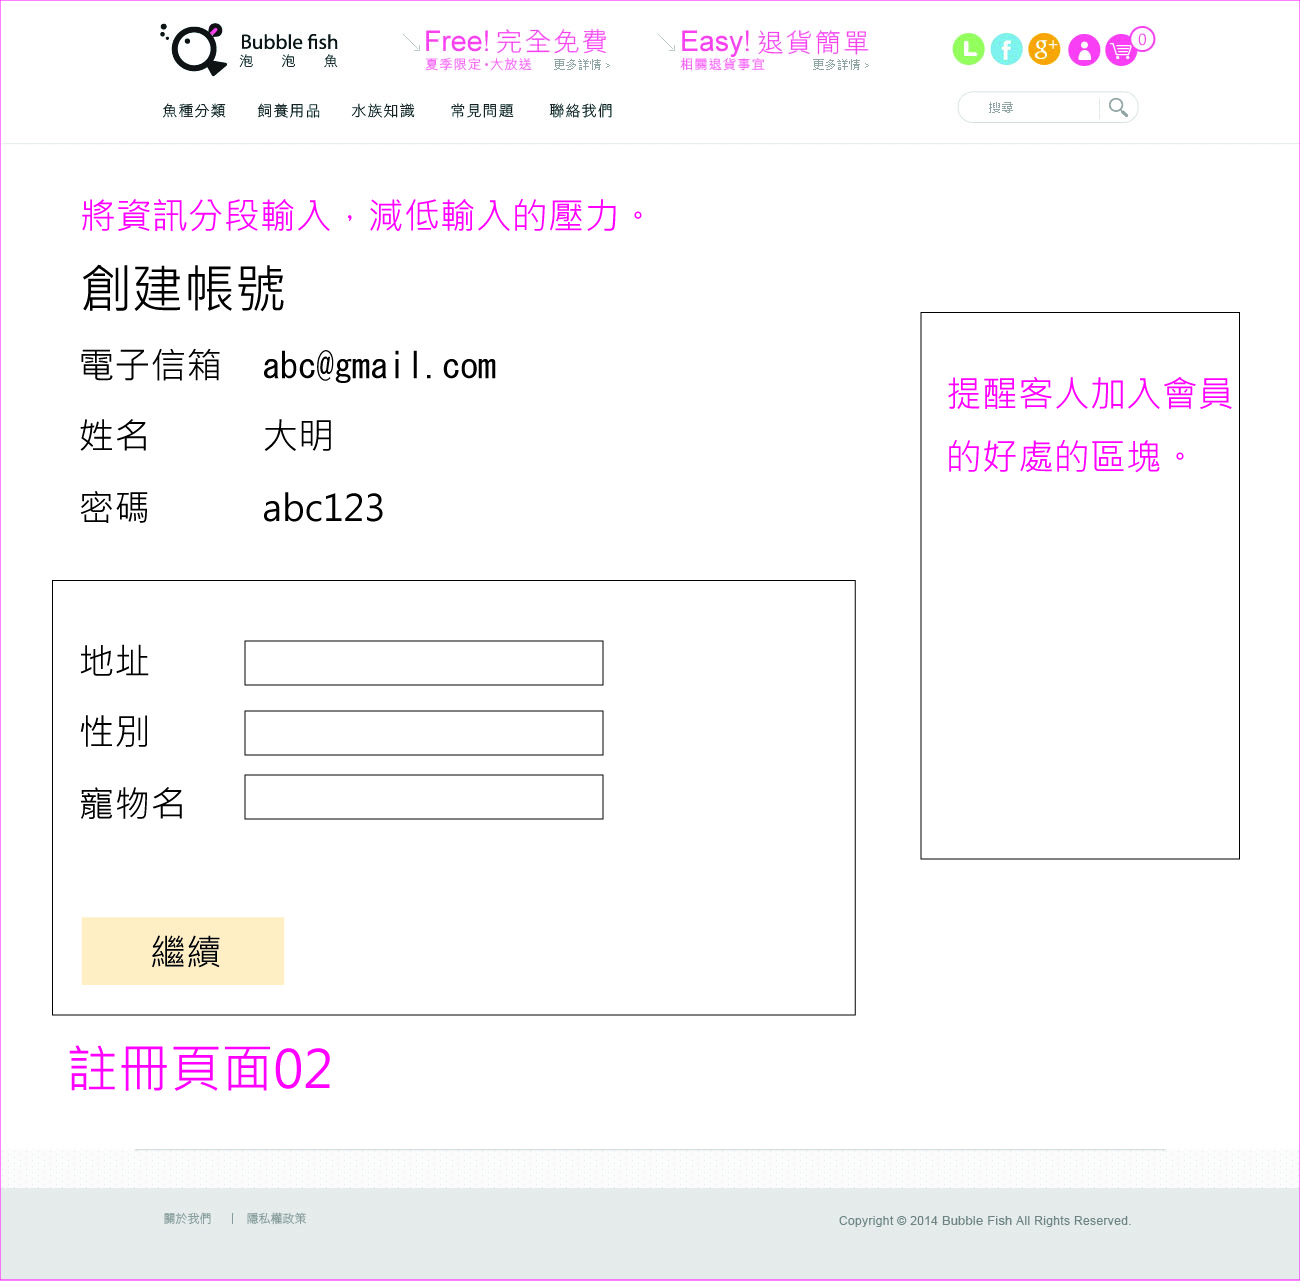 Bubble fish
泡泡魚
Free! 完全免費
夏季限定・大放送 更多詳情 >
Easy! 退貨簡單
相關退貨事宜 更多詳情 >
L f g+ 0
魚種分類 飼養用品 水族知識 常見問題 聯絡我們
搜尋
將資訊分段輸入，減低輸入的壓力。
創建帳號
電子信箱 abc@gmail.com
姓名 大明
密碼 abc123
提醒客人加入會員
的好處的區塊。
地址
性別
寵物名
繼續
註冊頁面02
關於我們 | 隱私權政策
Copyright © 2014 Bubble Fish All Rights Reserved.